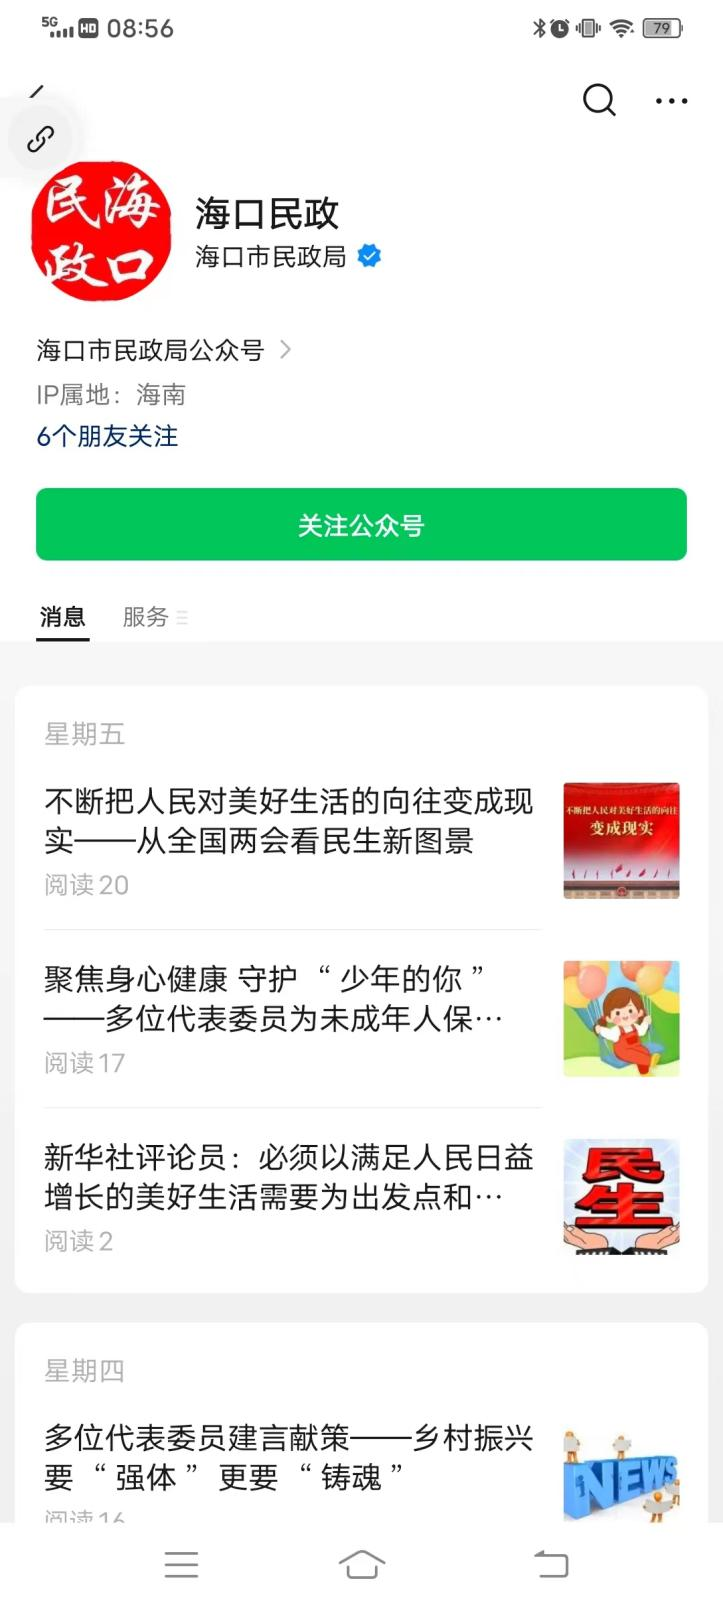 5G HD 08:56 79
民海
政口
海口民政
海口市民政局
海口市民政局公众号
IP属地：海南
6个朋友关注
关注公众号
消息 服务
星期五
不断把人民对美好生活的向往变成现
实——从全国两会看民生新图景
阅读 20
不断把人民对美好生活的向往
变成现实
聚焦身心健康 守护 “ 少年的你 ”
——多位代表委员为未成年人保…
阅读 17
新华社评论员：必须以满足人民日益
增长的美好生活需要为出发点和…
阅读 2
民
生
星期四
多位代表委员建言献策——乡村振兴
要 “ 强体 ” 更要 “ 铸魂 ”
阅读 16
NEWS